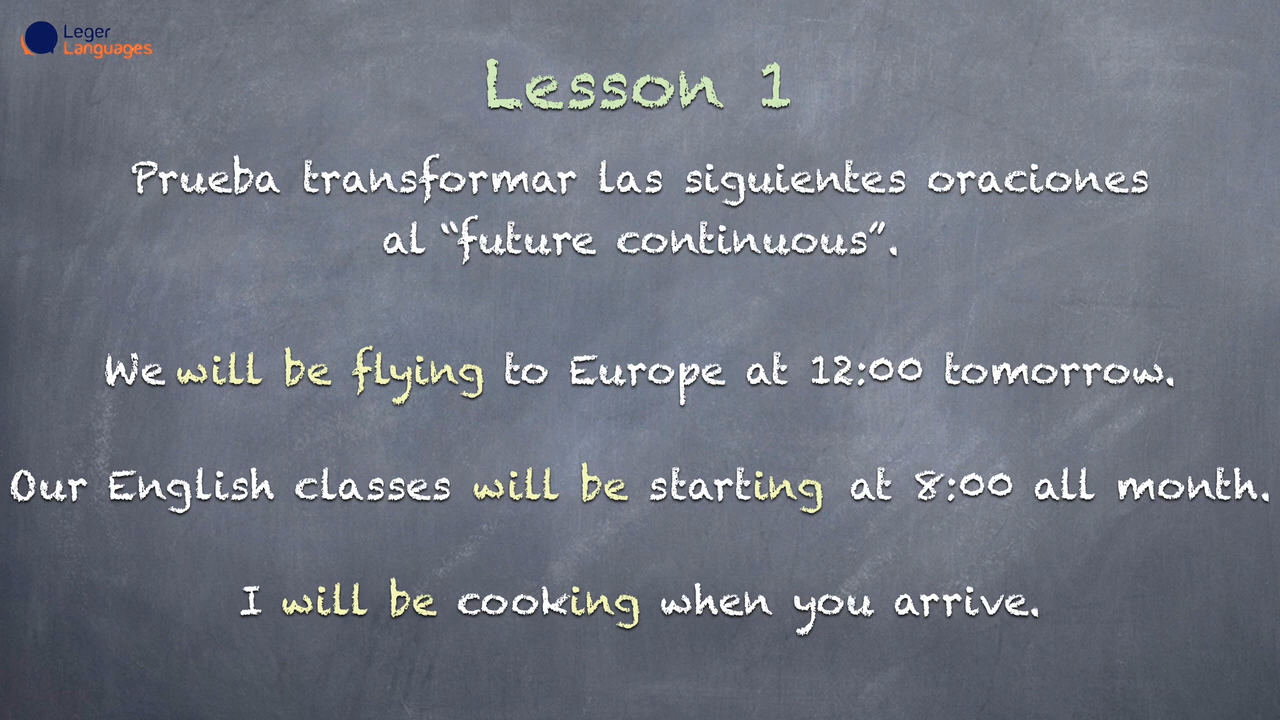 Leger
Languages
Lesson 1
Prueba transformar las siguientes oraciones
al “future continuous”.
We will be flying to Europe at 12:00 tomorrow.
Our English classes will be starting at 8:00 all month.
I will be cooking when you arrive.